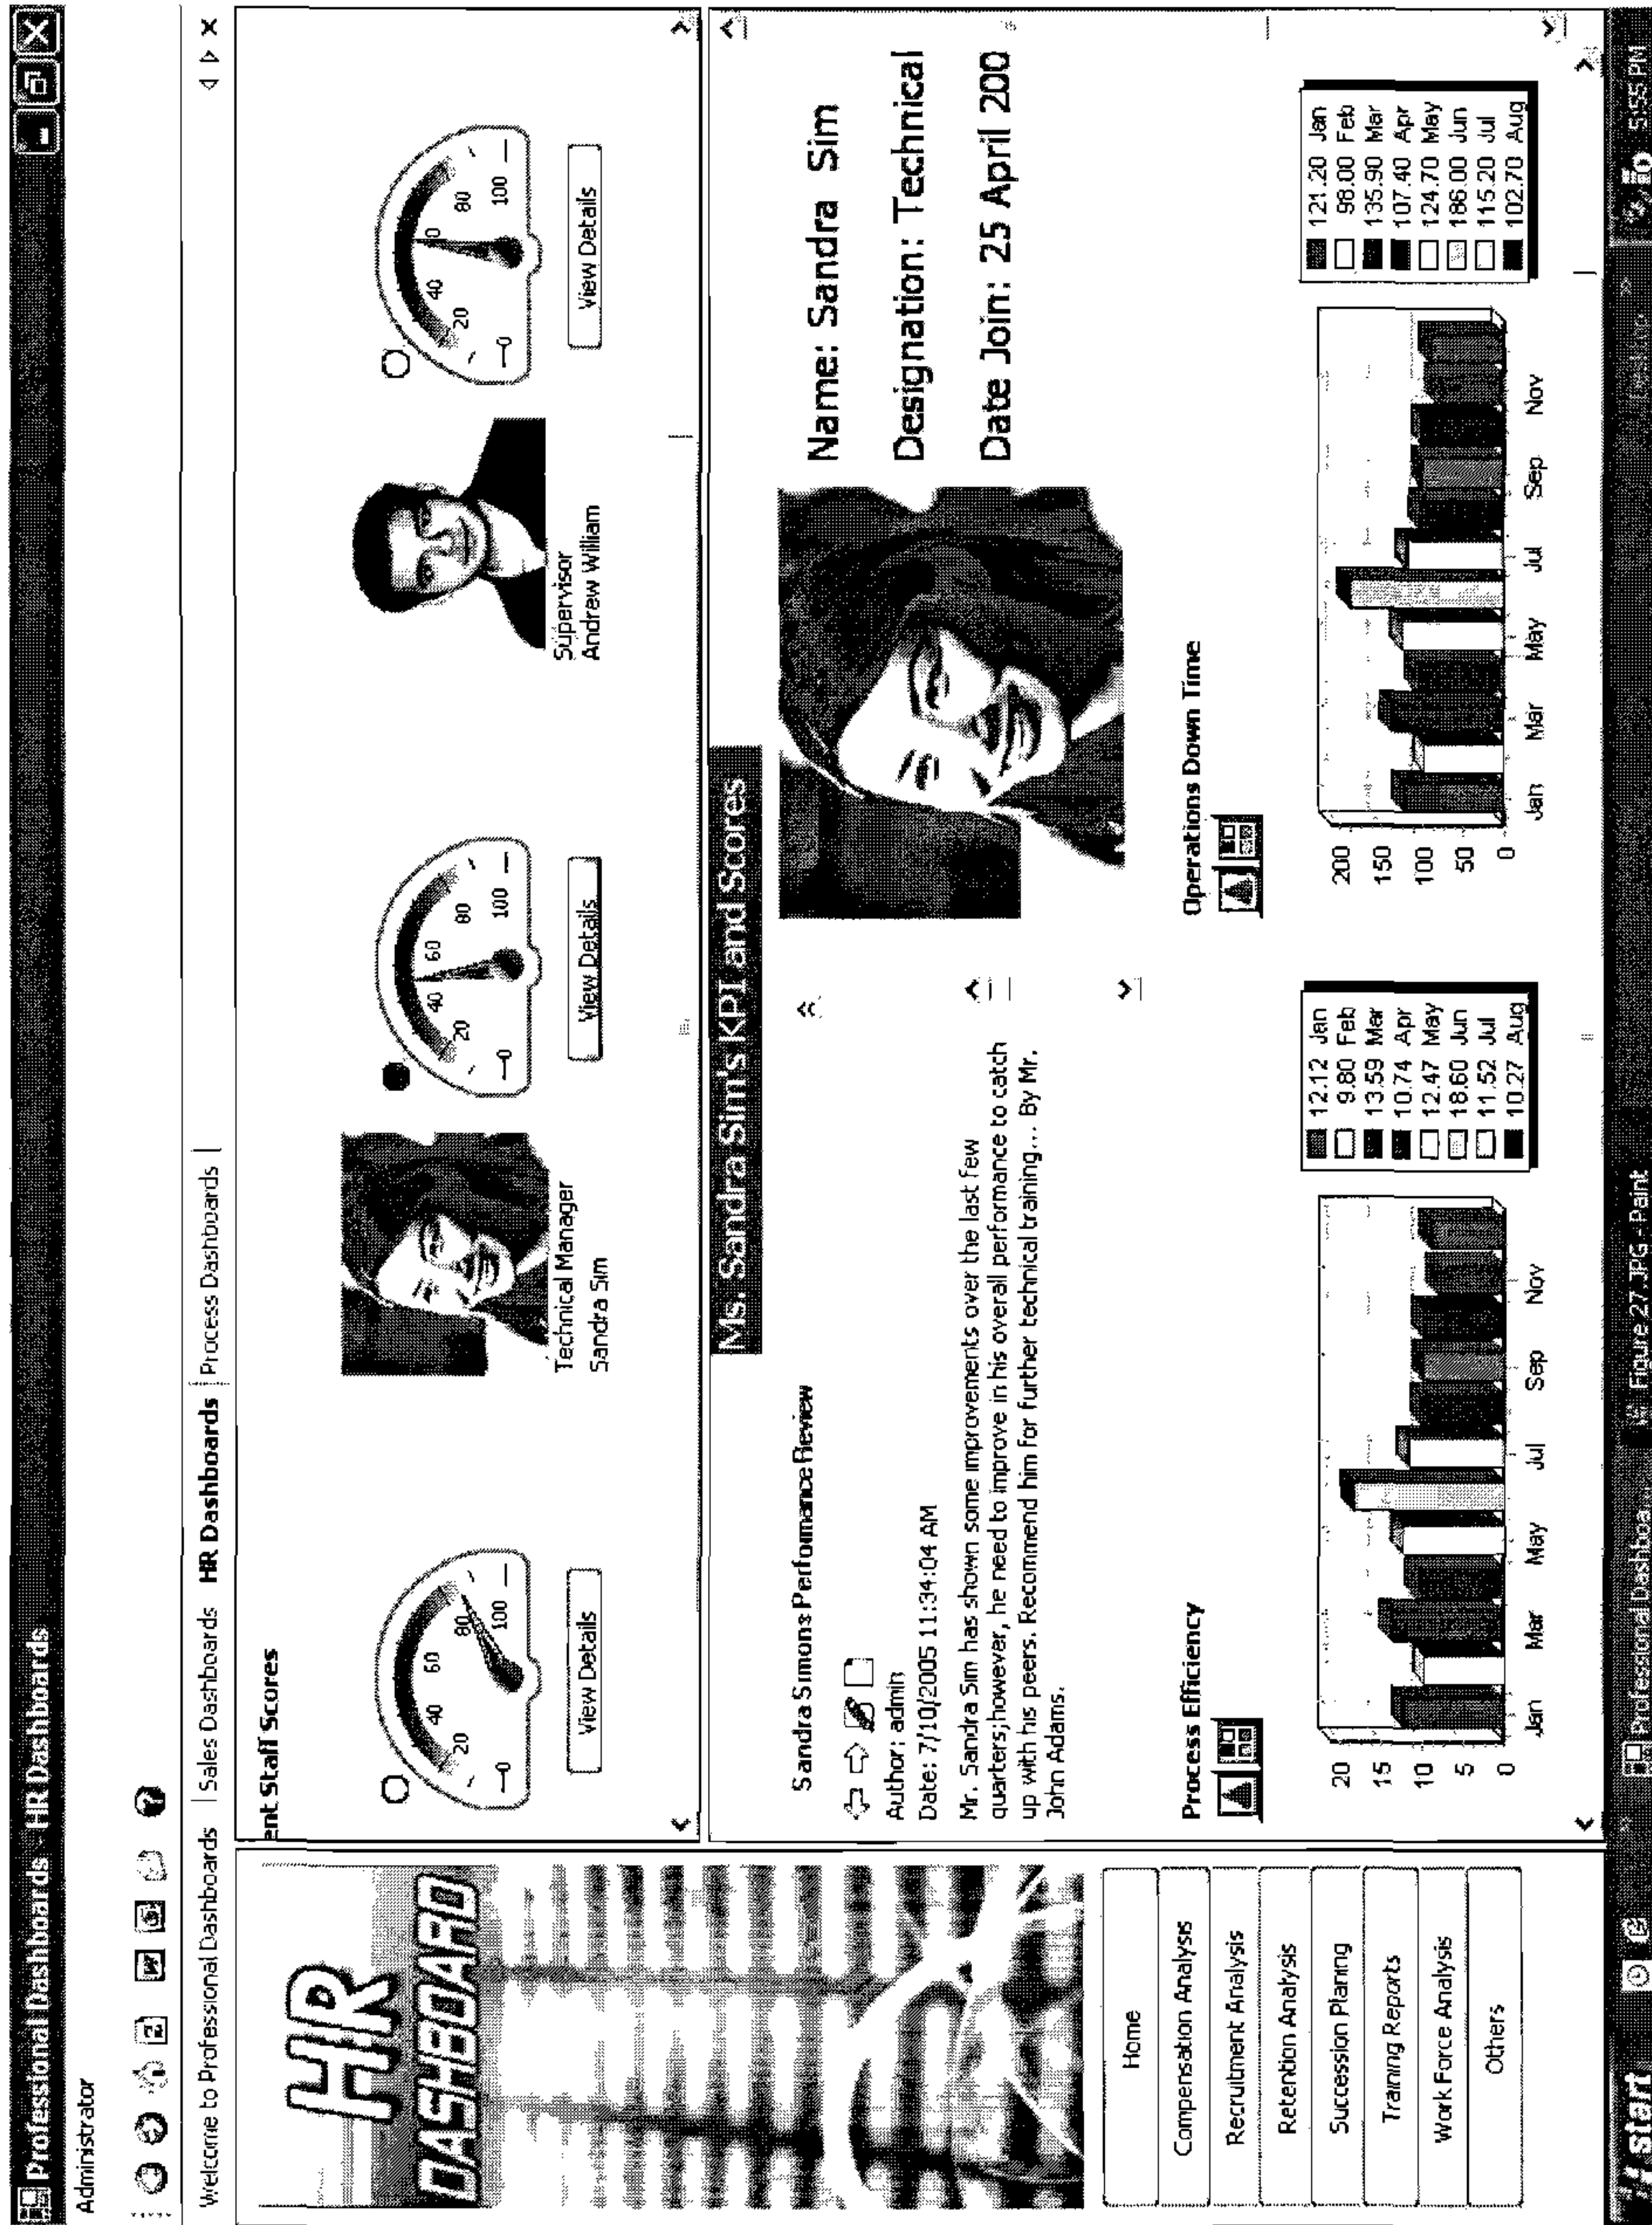 Professional Dashboards - HR Dashboards
Administrator
Welcome to Professional Dashboards
Sales Dashboards
HR Dashboards
Process Dashboards
HR
DASHBOARD
Home
Compensation Analysis
Recruitment Analysis
Retention Analysis
Succession Planing
Training Reports
Work Force Analysis
Others
ent Staff Scores
0 20 40 60 80 100
View Details
Technical Manager
Sandra Sim
0 20 40 60 80 100
View Details
Supervisor
Andrew William
0 20 40 80 100
View Details
Ms. Sandra Sim's KPI and Scores
Sandra Simons Performance Review
Author: admin
Date: 7/10/2005 11:34:04 AM
Mr. Sandra Sim has shown some improvements over the last few
quarters;however, he need to improve in his overall performance to catch
up with his peers. Recommend him for further technical training... By Mr.
John Adams.
Name: Sandra Sim
Designation: Technical
Date Join: 25 April 200
Process Efficiency
20
15
10
5
0
Jan Mar May Jul Sep Nov
12.12 Jan
9.80 Feb
13.59 Mar
10.74 Apr
12.47 May
18.60 Jun
11.52 Jul
10.27 Aug
Operations Down Time
200
150
100
50
0
Jan Mar May Jul Sep Nov
121.20 Jan
98.00 Feb
135.90 Mar
107.40 Apr
124.70 May
186.00 Jun
115.20 Jul
102.70 Aug
start
Professional Dashboa...
Figure 27.JPG - Paint
5:55 PM